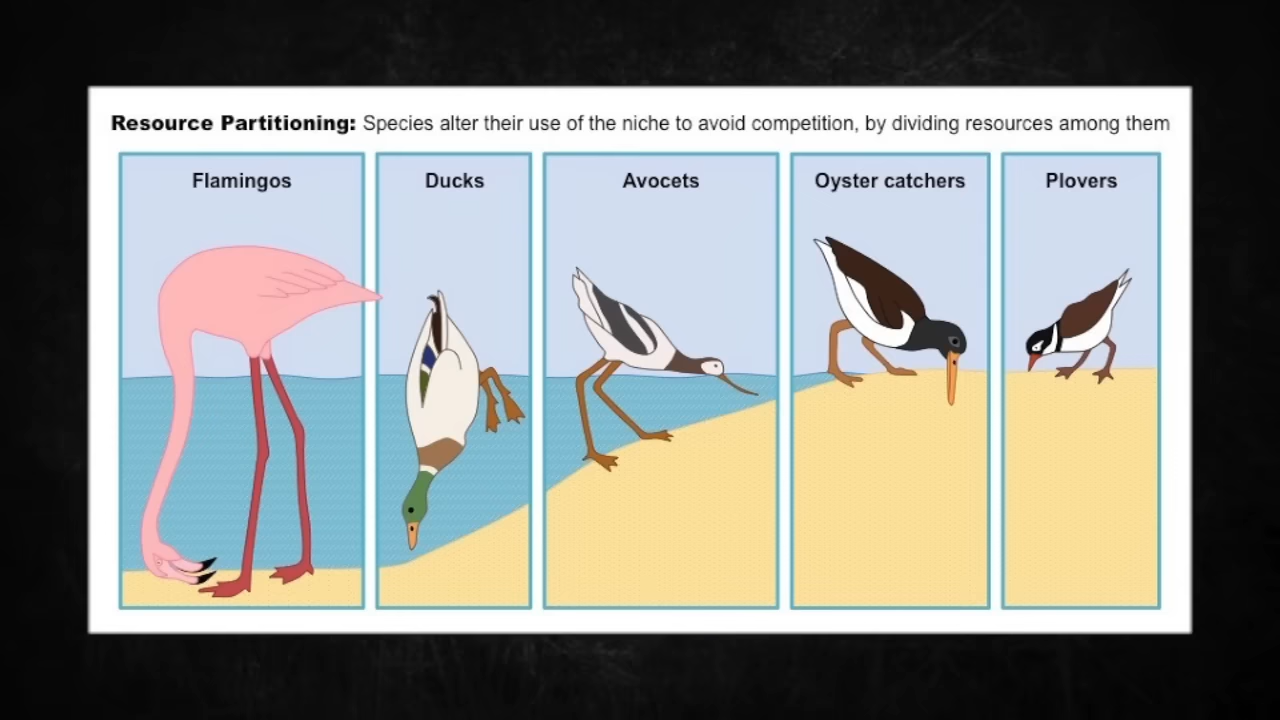 Resource Partitioning: Species alter their use of the niche to avoid competition, by dividing resources among them
Flamingos
Ducks
Avocets
Oyster catchers
Plovers